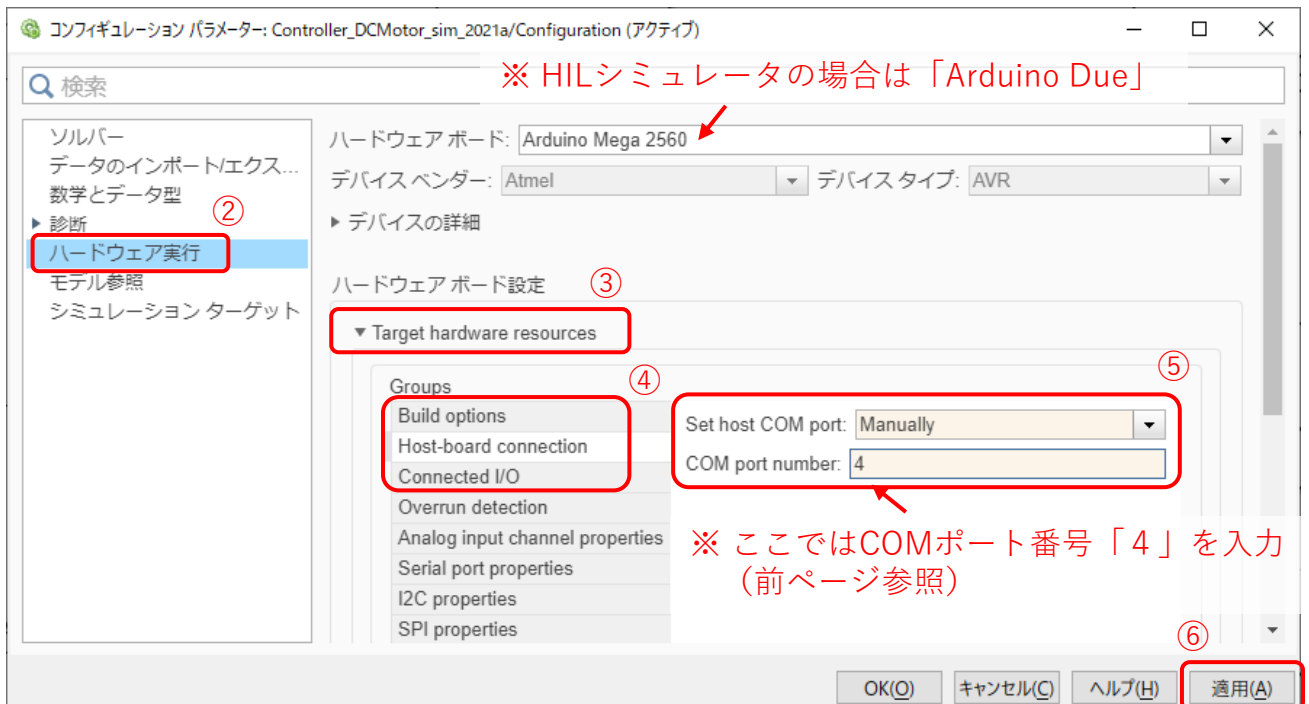 コンフィギュレーション パラメーター: Controller_DCMotor_sim_2021a/Configuration (アクティブ)
※ HILシミュレータの場合は「Arduino Due」
検索
ソルバー
データのインポート/エクス...
数学とデータ型
②
診断
ハードウェア実行
モデル参照
シミュレーション ターゲット
ハードウェア ボード: Arduino Mega 2560
デバイス ベンダー: Atmel
デバイス タイプ: AVR
デバイスの詳細
ハードウェア ボード設定
③
Target hardware resources
④
Groups
Build options
Host-board connection
Connected I/O
Overrun detection
Analog input channel properties
Serial port properties
I2C properties
SPI properties
⑤
Set host COM port: Manually
COM port number: 4
※ ここではCOMポート番号「４」を入力
（前ページ参照）
⑥
OK(O)
キャンセル(C)
ヘルプ(H)
適用(A)